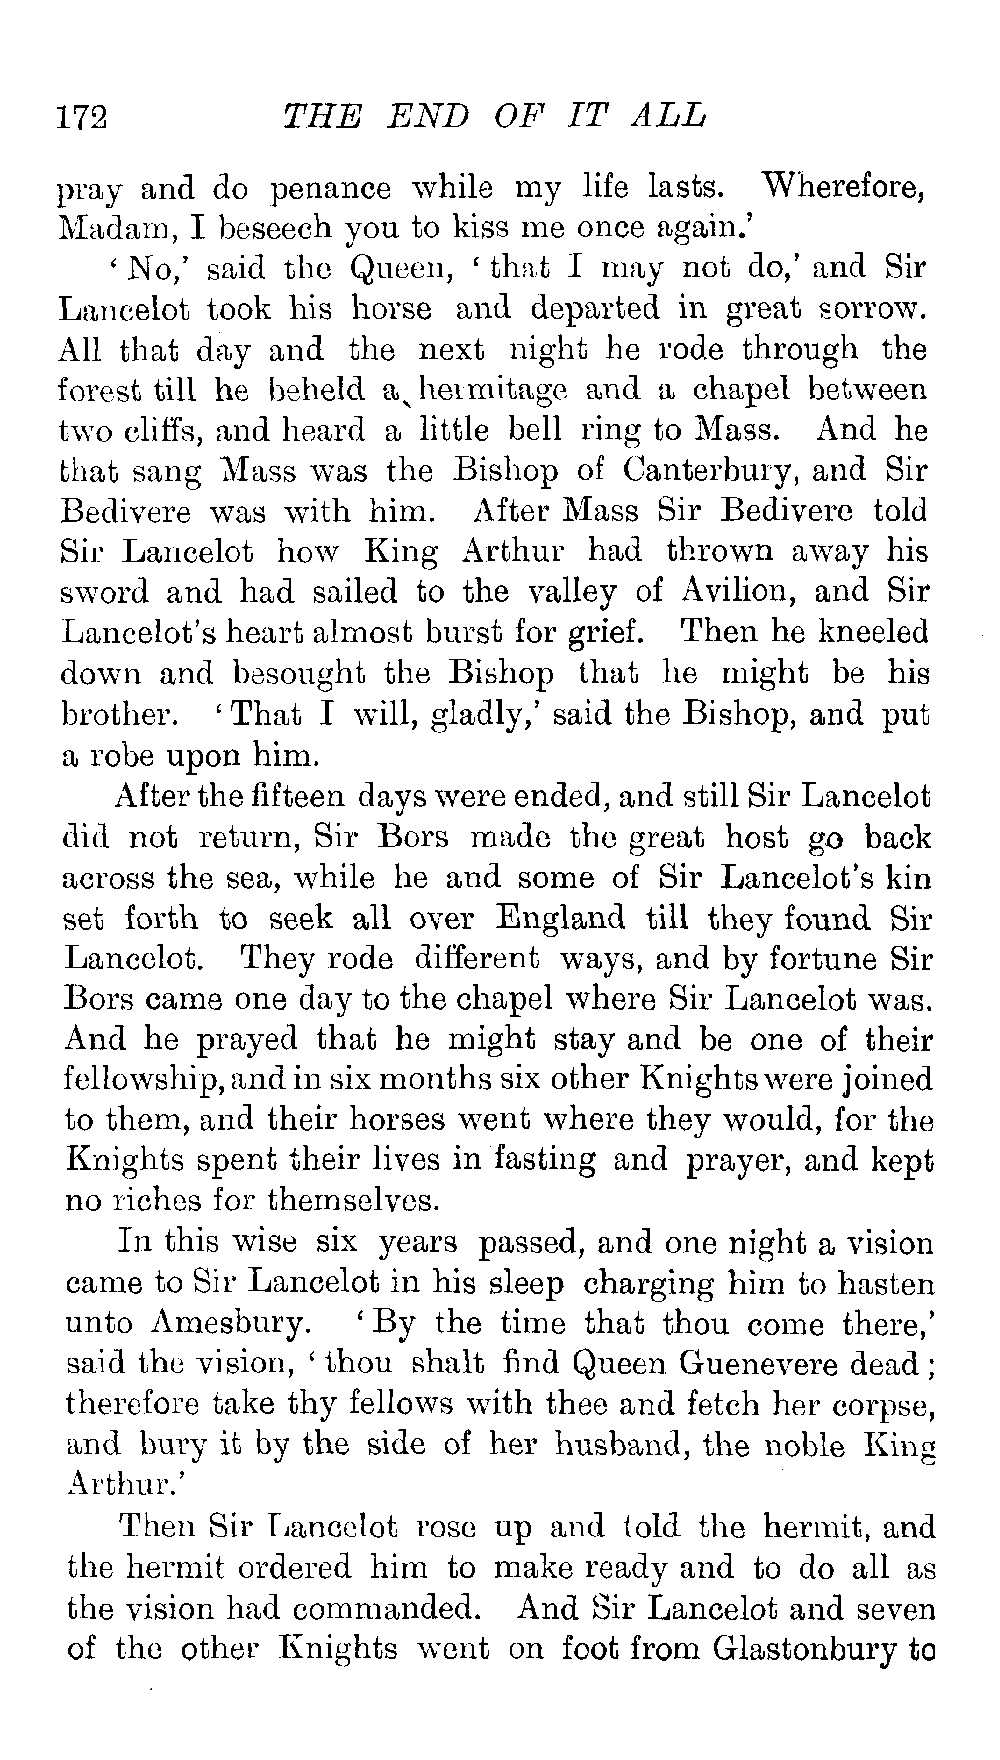 172 THE END OF IT ALL
pray and do penance while my life lasts. Wherefore,
Madam, I beseech you to kiss me once again.'
' No,' said the Queen, ' that I may not do,' and Sir
Lancelot took his horse and departed in great sorrow.
All that day and the next night he rode through the
forest till he beheld a hermitage and a chapel between
two cliffs, and heard a little bell ring to Mass. And he
that sang Mass was the Bishop of Canterbury, and Sir
Bedivere was with him. After Mass Sir Bedivere told
Sir Lancelot how King Arthur had thrown away his
sword and had sailed to the valley of Avilion, and Sir
Lancelot's heart almost burst for grief. Then he kneeled
down and besought the Bishop that he might be his
brother. ' That I will, gladly,' said the Bishop, and put
a robe upon him.
After the fifteen days were ended, and still Sir Lancelot
did not return, Sir Bors made the great host go back
across the sea, while he and some of Sir Lancelot's kin
set forth to seek all over England till they found Sir
Lancelot. They rode different ways, and by fortune Sir
Bors came one day to the chapel where Sir Lancelot was.
And he prayed that he might stay and be one of their
fellowship, and in six months six other Knights were joined
to them, and their horses went where they would, for the
Knights spent their lives in fasting and prayer, and kept
no riches for themselves.
In this wise six years passed, and one night a vision
came to Sir Lancelot in his sleep charging him to hasten
unto Amesbury. ' By the time that thou come there,'
said the vision, ' thou shalt find Queen Guenevere dead ;
therefore take thy fellows with thee and fetch her corpse,
and bury it by the side of her husband, the noble King
Arthur.'
Then Sir Lancelot rose up and told the hermit, and
the hermit ordered him to make ready and to do all as
the vision had commanded. And Sir Lancelot and seven
of the other Knights went on foot from Glastonbury to